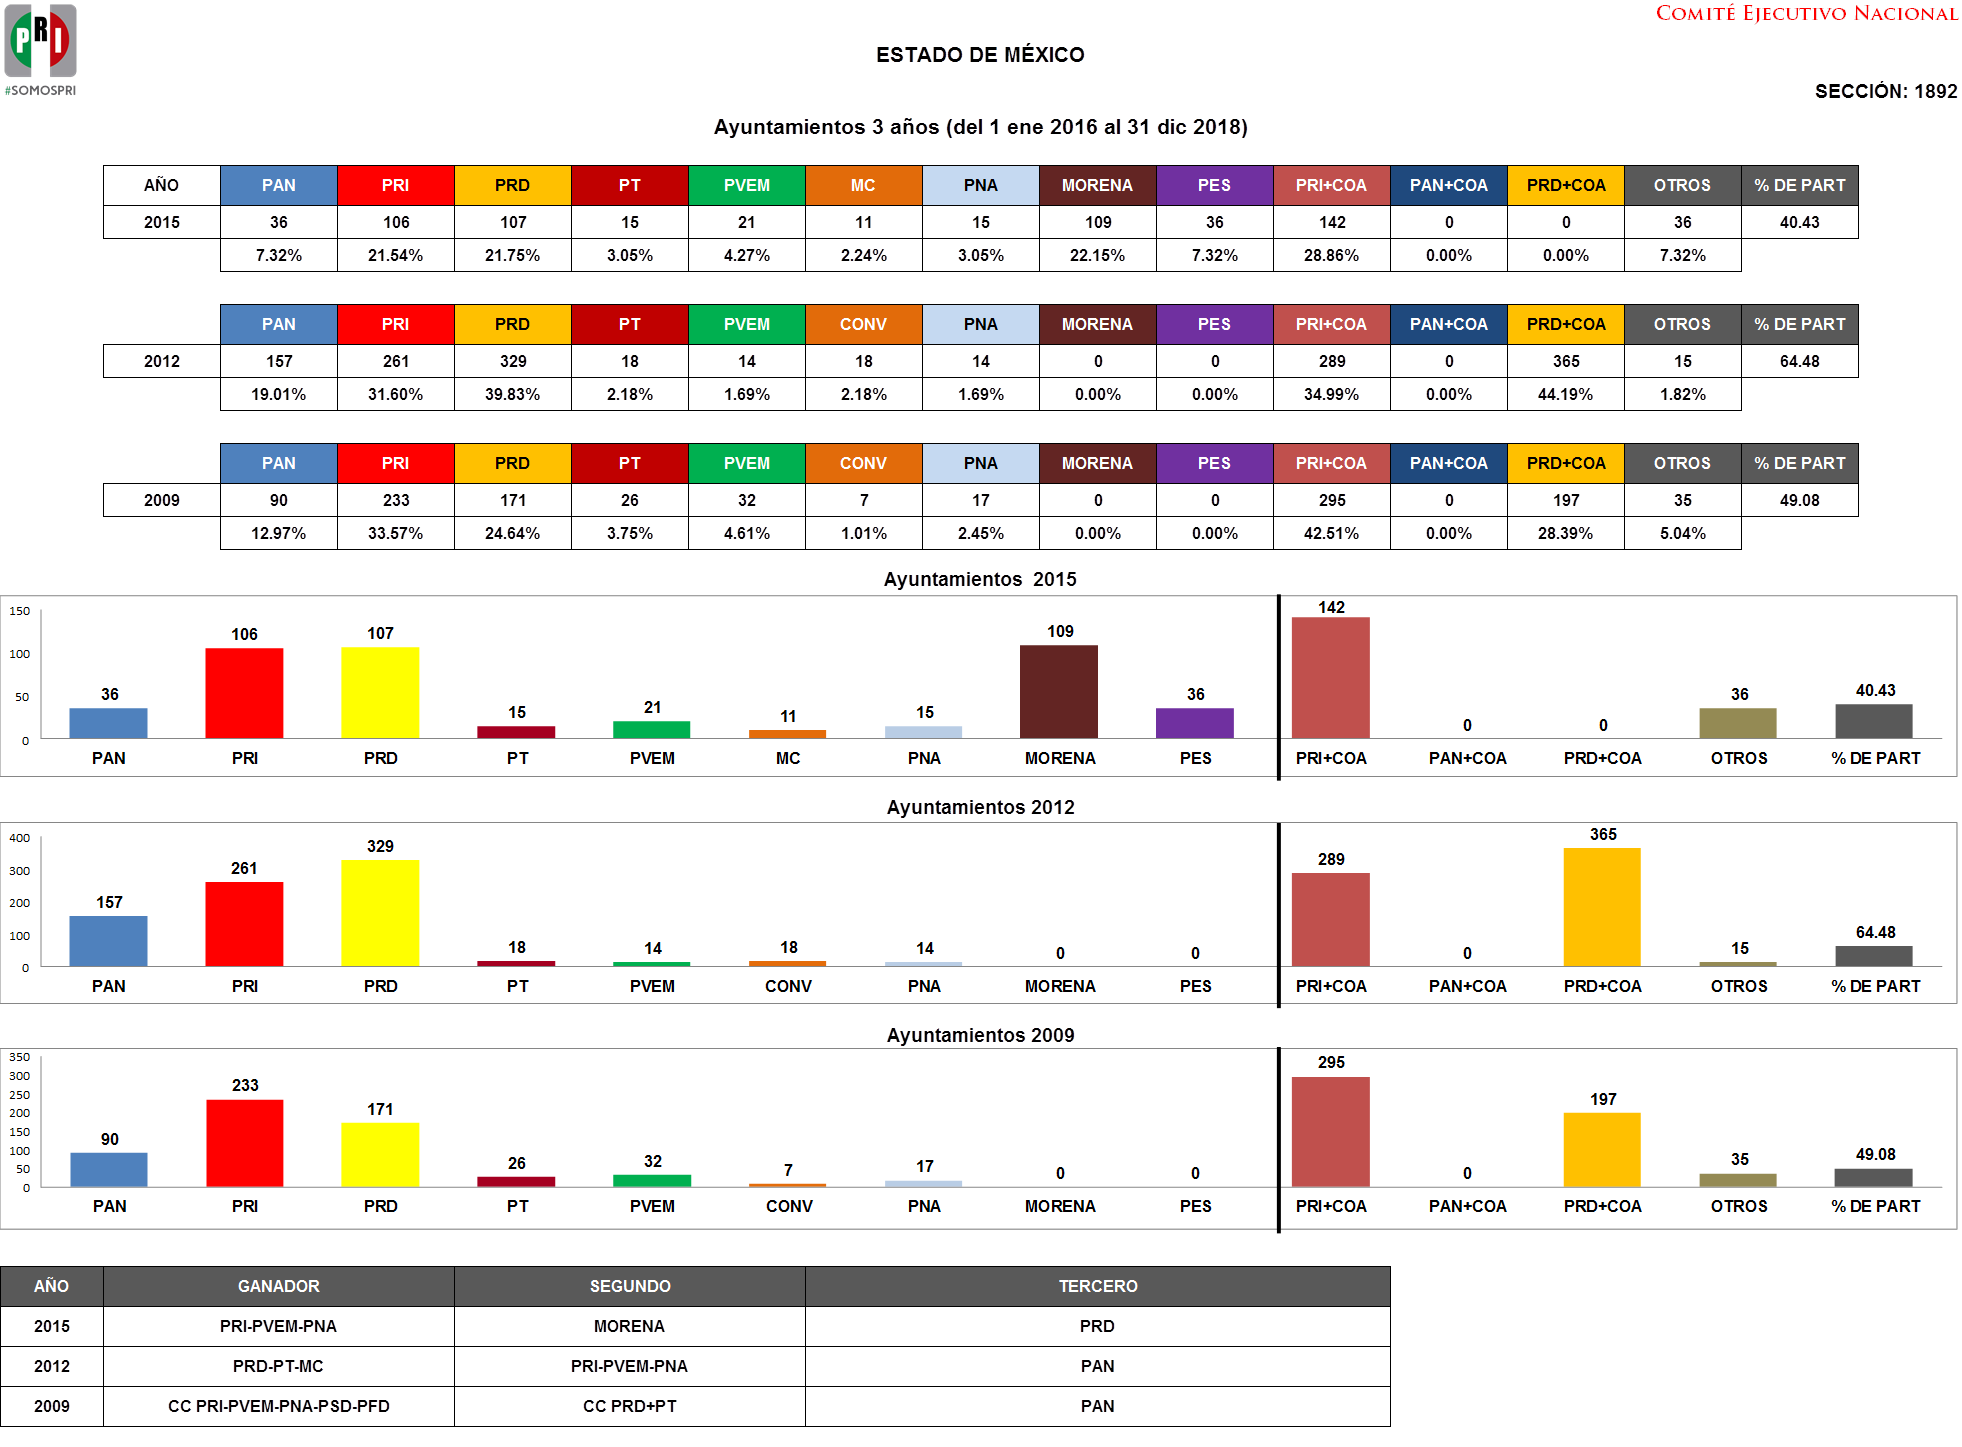 PRI
#SOMOSPRI
COMITÉ EJECUTIVO NACIONAL
ESTADO DE MÉXICO
SECCIÓN: 1892
Ayuntamientos 3 años (del 1 ene 2016 al 31 dic 2018)
AÑO PAN PRI PRD PT PVEM MC PNA MORENA PES PRI+COA PAN+COA PRD+COA OTROS % DE PART
2015 36 106 107 15 21 11 15 109 36 142 0 0 36 40.43
7.32% 21.54% 21.75% 3.05% 4.27% 2.24% 3.05% 22.15% 7.32% 28.86% 0.00% 0.00% 7.32%
PAN PRI PRD PT PVEM CONV PNA MORENA PES PRI+COA PAN+COA PRD+COA OTROS % DE PART
2012 157 261 329 18 14 18 14 0 0 289 0 365 15 64.48
19.01% 31.60% 39.83% 2.18% 1.69% 2.18% 1.69% 0.00% 0.00% 34.99% 0.00% 44.19% 1.82%
PAN PRI PRD PT PVEM CONV PNA MORENA PES PRI+COA PAN+COA PRD+COA OTROS % DE PART
2009 90 233 171 26 32 7 17 0 0 295 0 197 35 49.08
12.97% 33.57% 24.64% 3.75% 4.61% 1.01% 2.45% 0.00% 0.00% 42.51% 0.00% 28.39% 5.04%
Ayuntamientos 2015
150
100
50
0
36 106 107 15 21 11 15 109 36 142 0 0 36 40.43
PAN PRI PRD PT PVEM MC PNA MORENA PES PRI+COA PAN+COA PRD+COA OTROS % DE PART
Ayuntamientos 2012
400
300
200
100
0
157 261 329 18 14 18 14 0 0 289 0 365 15 64.48
PAN PRI PRD PT PVEM CONV PNA MORENA PES PRI+COA PAN+COA PRD+COA OTROS % DE PART
Ayuntamientos 2009
350
300
250
200
150
100
50
0
90 233 171 26 32 7 17 0 0 295 0 197 35 49.08
PAN PRI PRD PT PVEM CONV PNA MORENA PES PRI+COA PAN+COA PRD+COA OTROS % DE PART
AÑO GANADOR SEGUNDO TERCERO
2015 PRI-PVEM-PNA MORENA PRD
2012 PRD-PT-MC PRI-PVEM-PNA PAN
2009 CC PRI-PVEM-PNA-PSD-PFD CC PRD+PT PAN